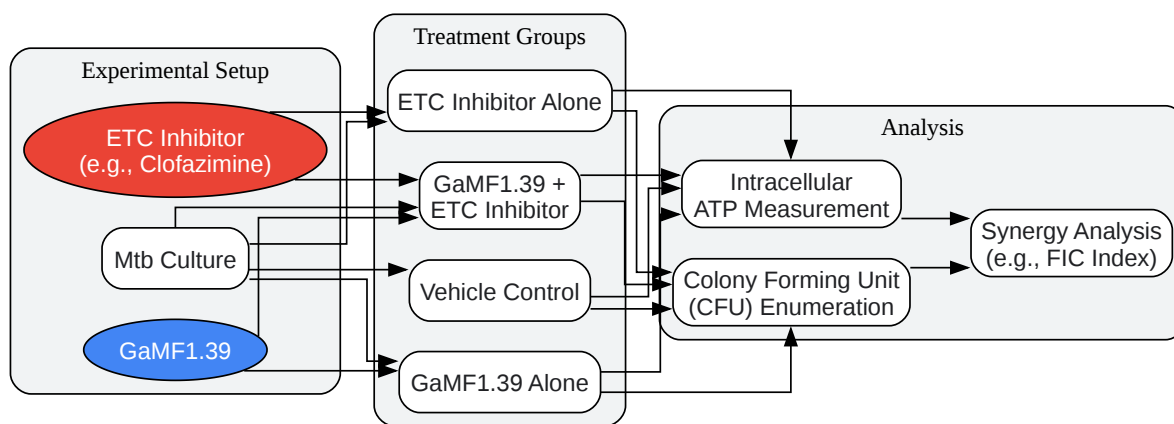 Experimental Setup
ETC Inhibitor
(e.g., Clofazimine)
Mtb Culture
GaMF1.39
Treatment Groups
ETC Inhibitor Alone
GaMF1.39 +
ETC Inhibitor
Vehicle Control
GaMF1.39 Alone
Analysis
Intracellular
ATP Measurement
Colony Forming Unit
(CFU) Enumeration
Synergy Analysis
(e.g., FIC Index)